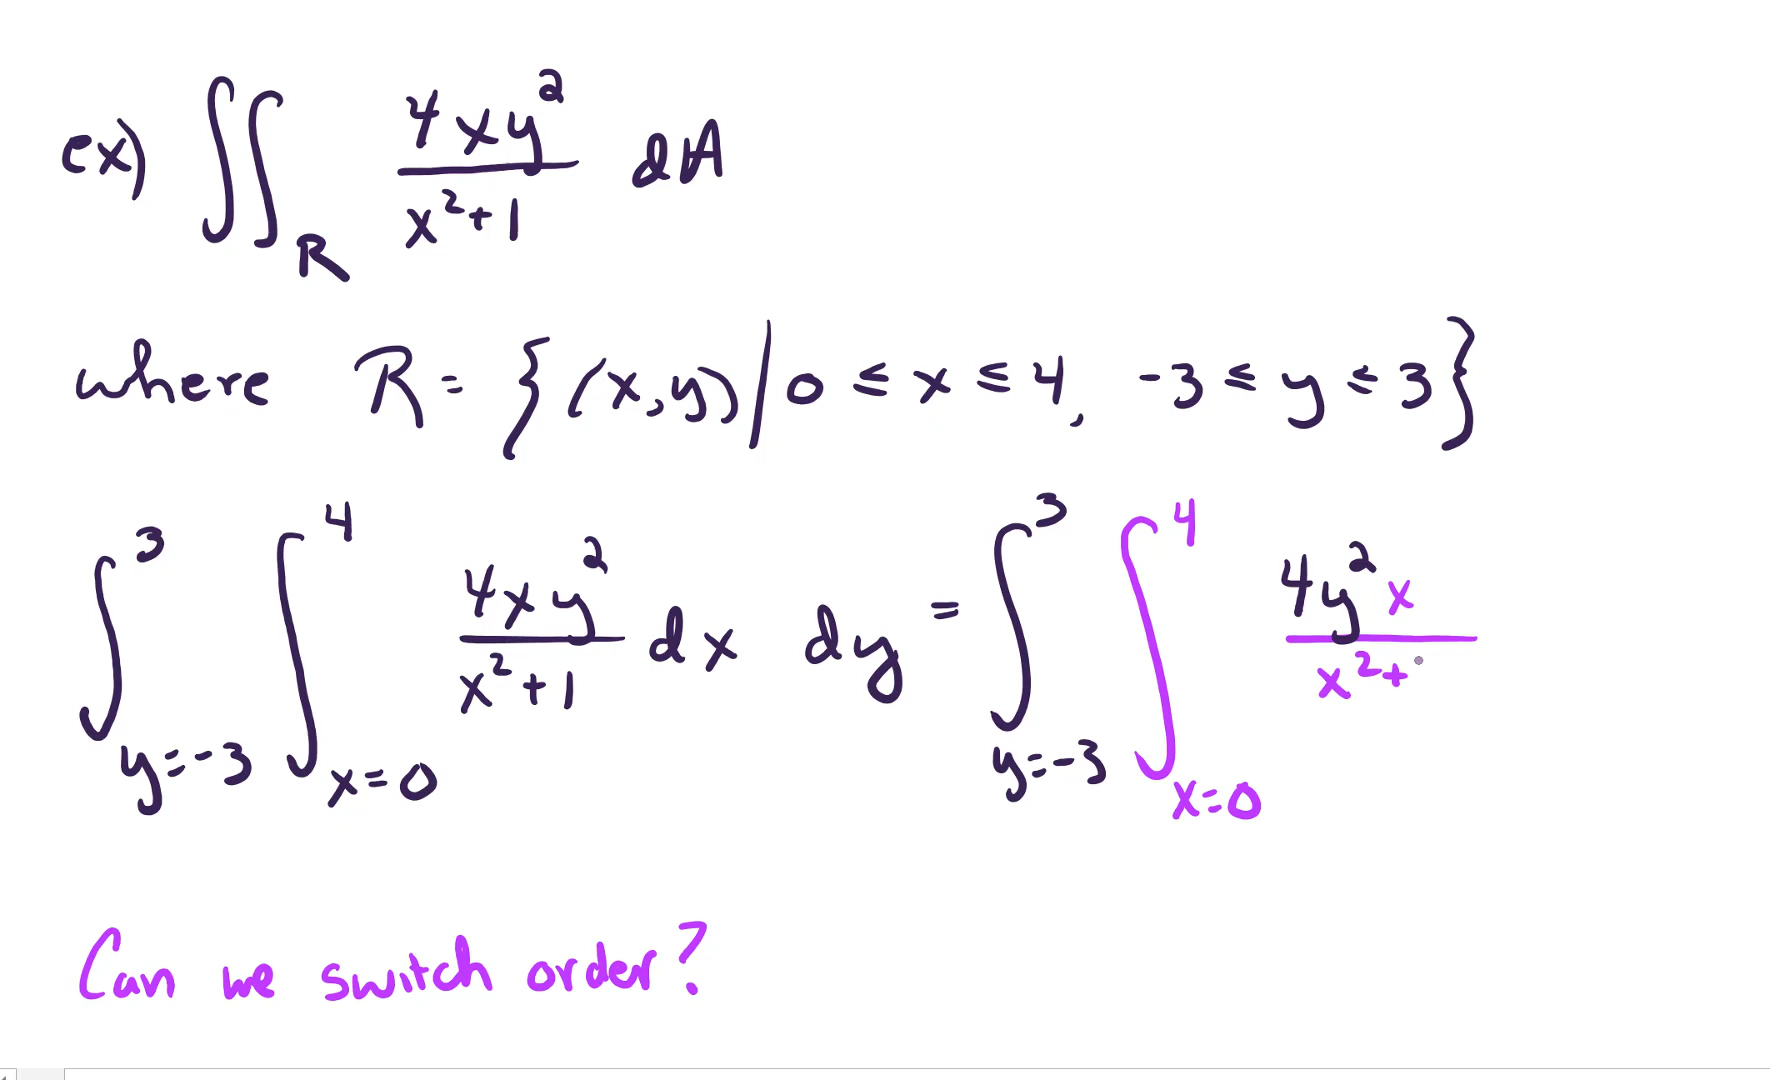 ex) ∬_R 4xy²/(x²+1) dA
where R = {(x,y) | 0 ≤ x ≤ 4, -3 ≤ y ≤ 3}
∫_{y=-3}^{3} ∫_{x=0}^{4} 4xy²/(x²+1) dx dy = ∫_{y=-3}^{3} ∫_{x=0}^{4} 4y²x/(x²+
Can we switch order?